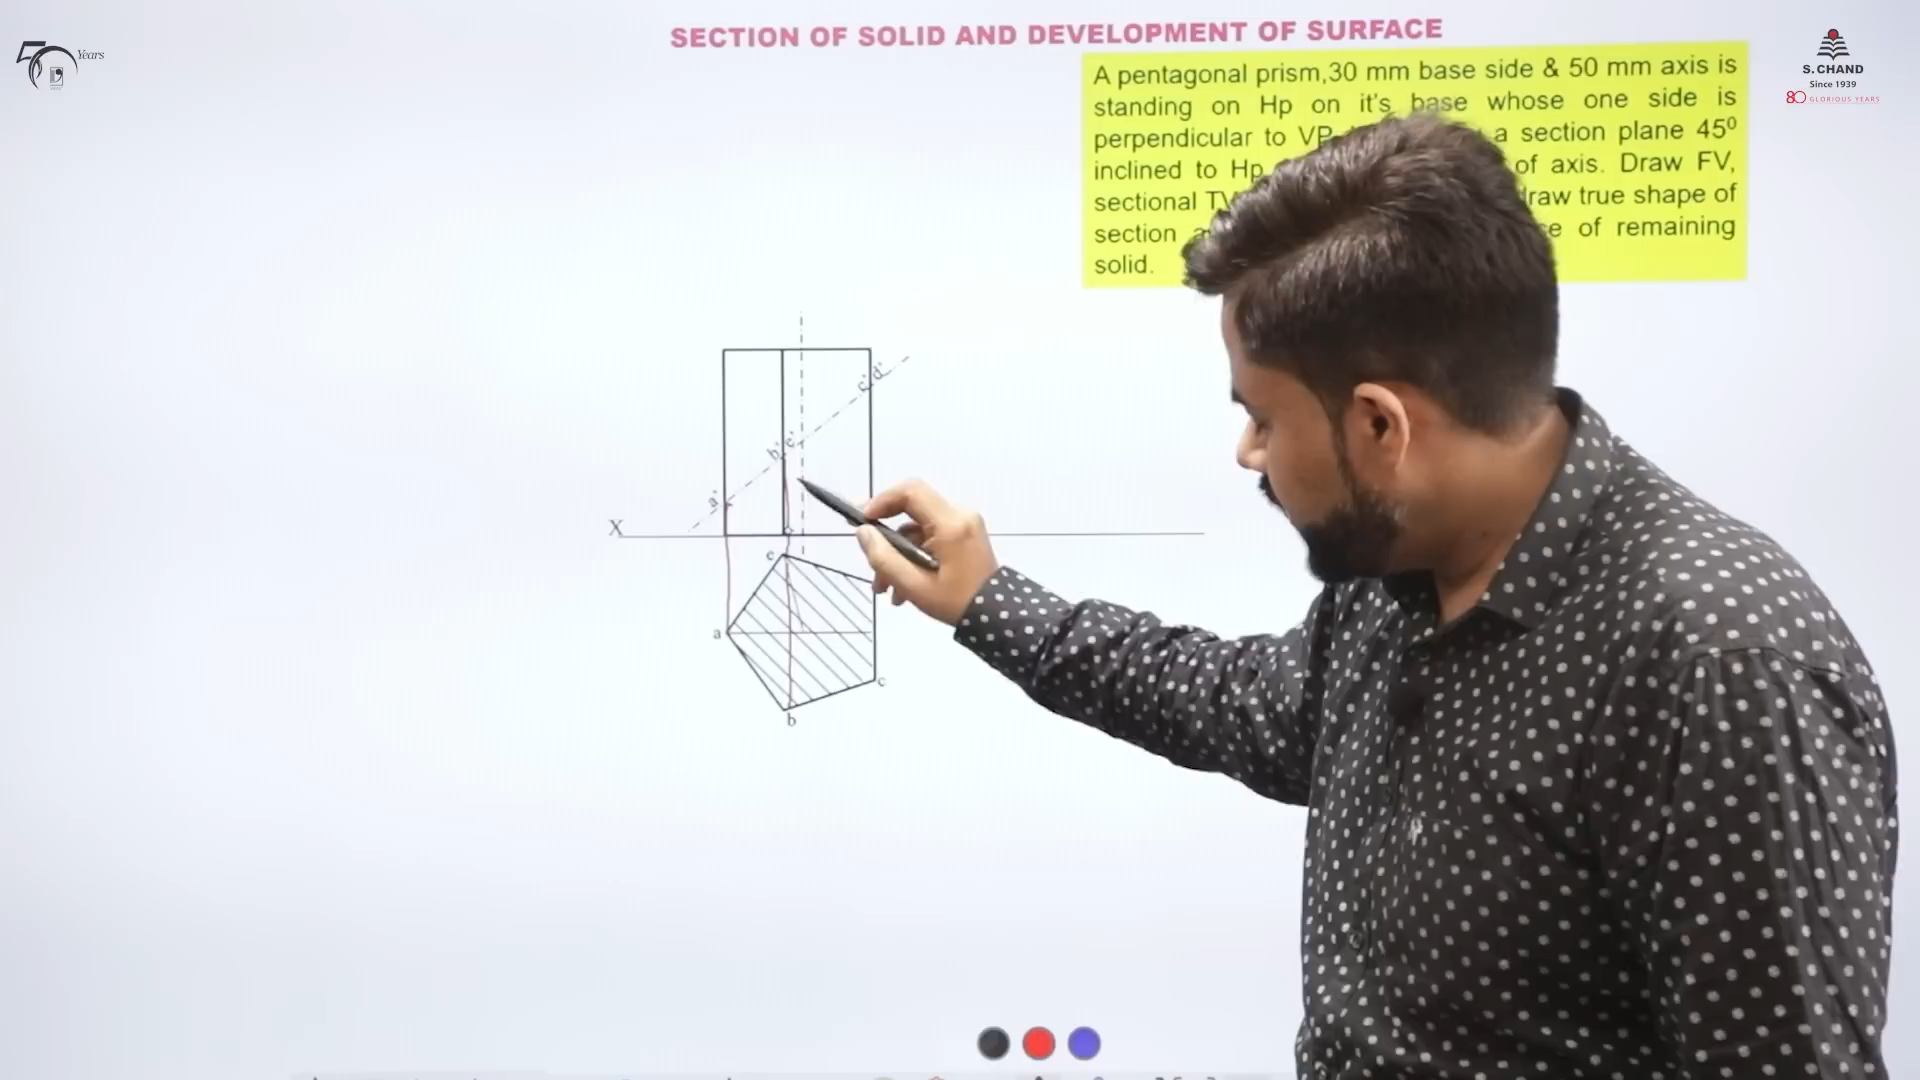 SECTION OF SOLID AND DEVELOPMENT OF SURFACE
50 Years
S. CHAND
Since 1939
80 GLORIOUS YEARS
A pentagonal prism,30 mm base side & 50 mm axis is
standing on Hp on it's base whose one side is
perpendicular to VP a section plane 45⁰
inclined to Hp of axis. Draw FV,
sectional TV draw true shape of
section of remaining
solid.
c' d'
b' e'
a'
X
e
a
c
b